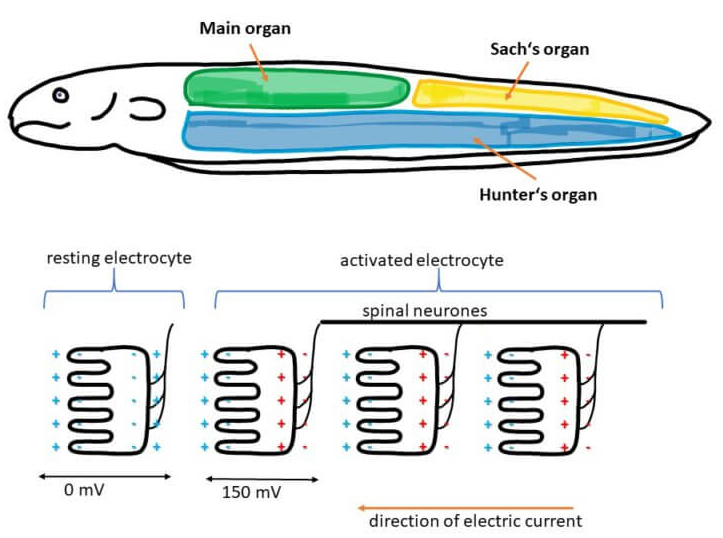 Main organ
Sach's organ
Hunter's organ
resting electrocyte
activated electrocyte
spinal neurones
0 mV
150 mV
direction of electric current